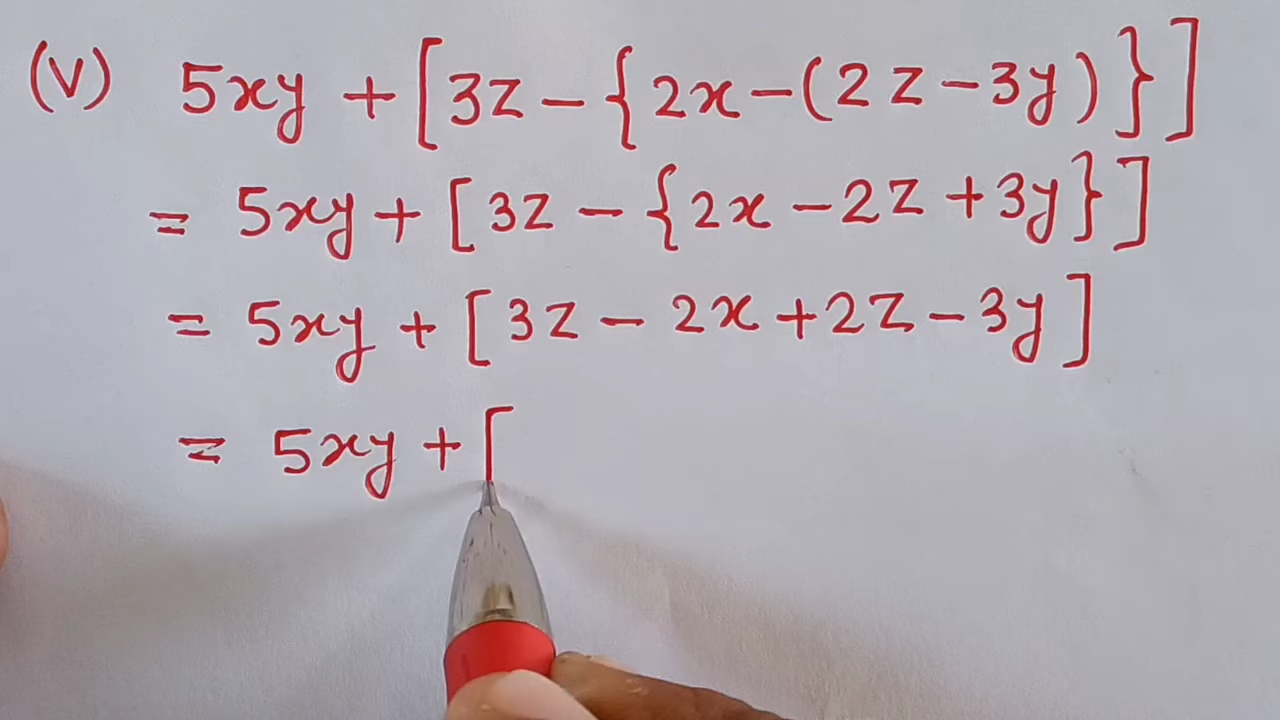 (V) 5xy + [3z - {2x - (2z - 3y)}]
= 5xy + [3z - {2x - 2z + 3y}]
= 5xy + [3z - 2x + 2z - 3y]
= 5xy + [